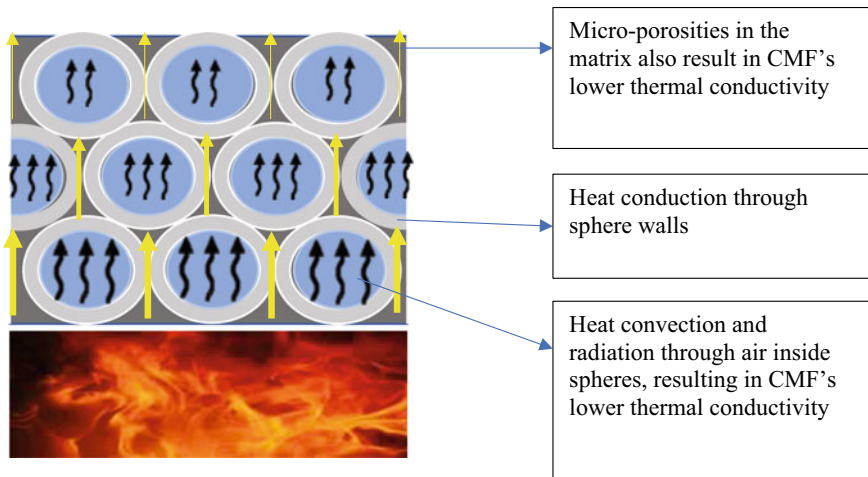 Micro-porosities in the
matrix also result in CMF’s
lower thermal conductivity
Heat conduction through
sphere walls
Heat convection and
radiation through air inside
spheres, resulting in CMF’s
lower thermal conductivity